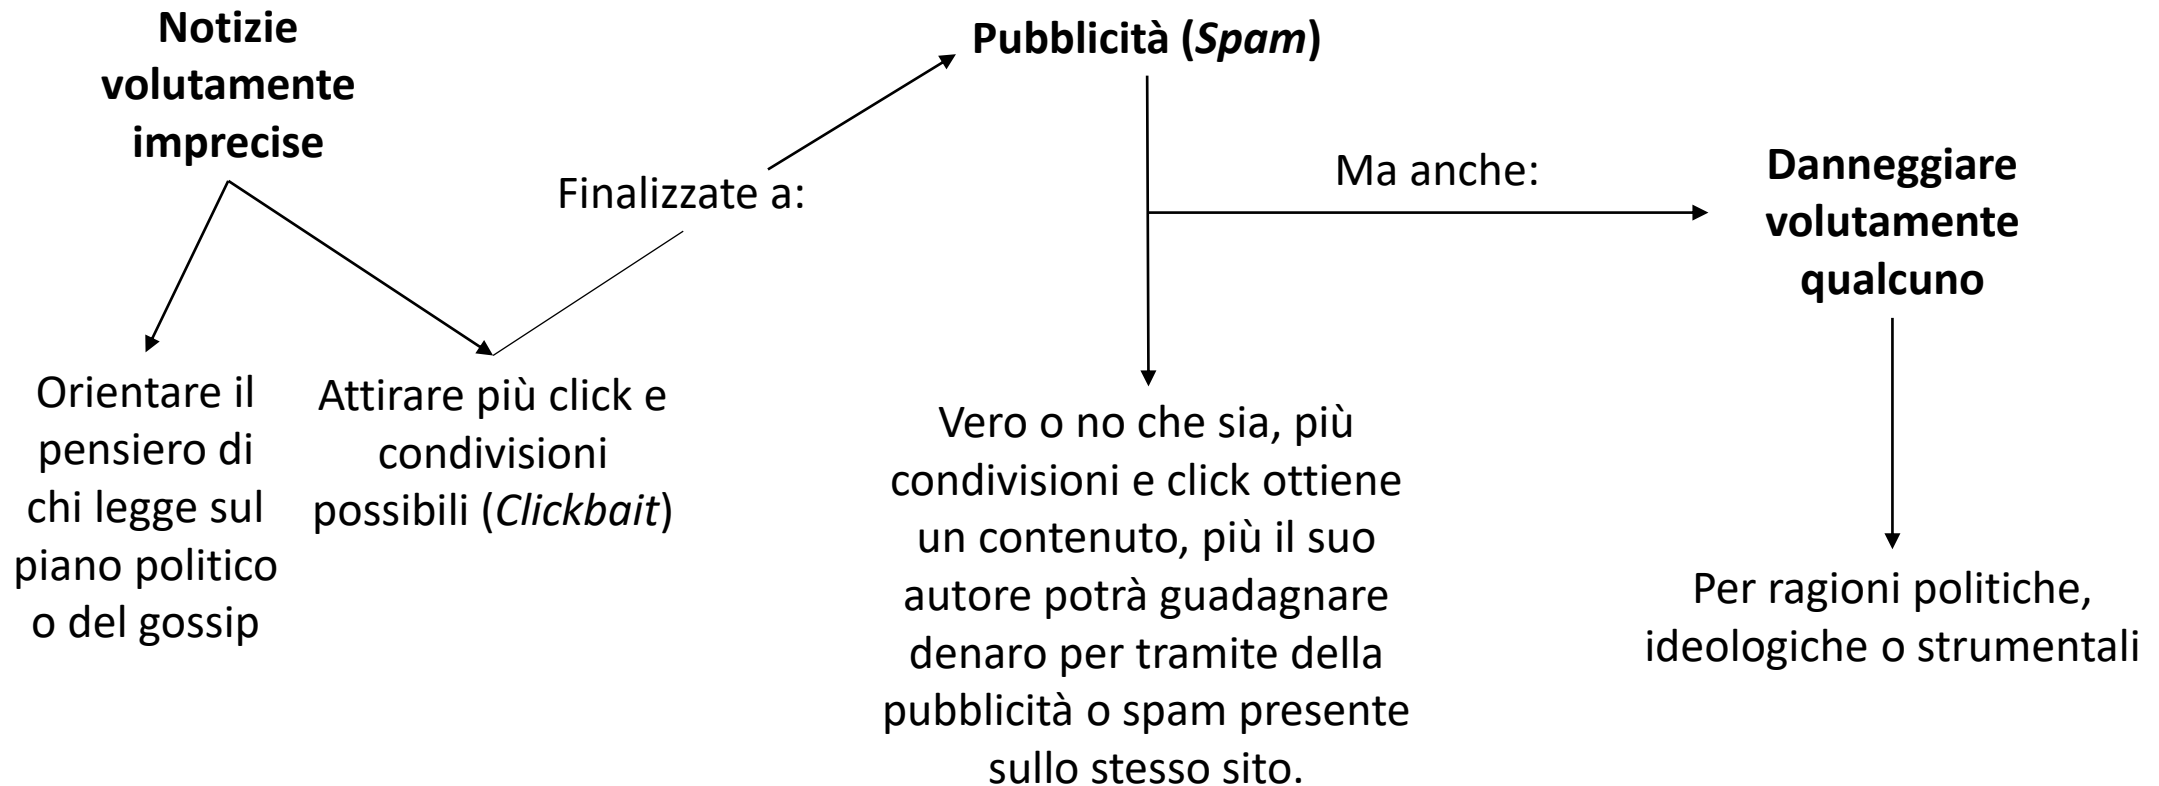 Notizie
volutamente
imprecise
Orientare il
pensiero di
chi legge sul
piano politico
o del gossip
Attirare più click e
condivisioni
possibili (Clickbait)
Finalizzate a:
Pubblicità (Spam)
Vero o no che sia, più
condivisioni e click ottiene
un contenuto, più il suo
autore potrà guadagnare
denaro per tramite della
pubblicità o spam presente
sullo stesso sito.
Ma anche:
Danneggiare
volutamente
qualcuno
Per ragioni politiche,
ideologiche o strumentali